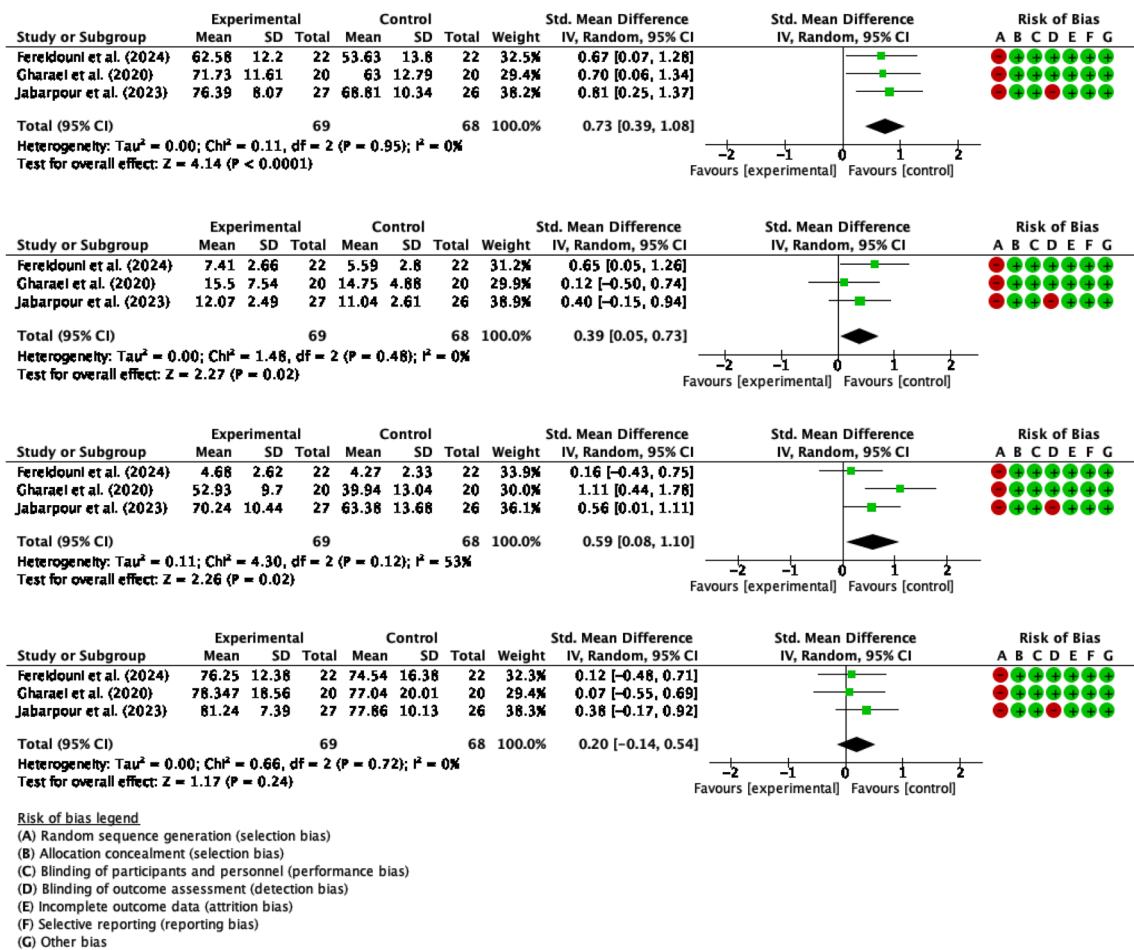 Experimental Control Std. Mean Difference Std. Mean Difference Risk of Bias
Study or Subgroup Mean SD Total Mean SD Total Weight IV, Random, 95% CI IV, Random, 95% CI A B C D E F G
Fereidouni et al. (2024) 62.58 12.2 22 53.63 13.8 22 32.5% 0.67 [0.07, 1.28]
Gharaei et al. (2020) 71.73 11.61 20 63 12.79 20 29.4% 0.70 [0.06, 1.34]
Jabarpour et al. (2023) 76.39 8.07 27 68.81 10.34 26 38.2% 0.81 [0.25, 1.37]
Total (95% CI) 69 68 100.0% 0.73 [0.39, 1.08]
Heterogeneity: Tau² = 0.00; Chi² = 0.11, df = 2 (P = 0.95); I² = 0%
Test for overall effect: Z = 4.14 (P < 0.0001)
−2 −1 0 1 2
Favours [experimental] Favours [control]
Experimental Control Std. Mean Difference Std. Mean Difference Risk of Bias
Study or Subgroup Mean SD Total Mean SD Total Weight IV, Random, 95% CI IV, Random, 95% CI A B C D E F G
Fereidouni et al. (2024) 7.41 2.66 22 5.59 2.8 22 31.2% 0.65 [0.05, 1.26]
Gharaei et al. (2020) 15.5 7.54 20 14.75 4.88 20 29.9% 0.12 [−0.50, 0.74]
Jabarpour et al. (2023) 12.07 2.49 27 11.04 2.61 26 38.9% 0.40 [−0.15, 0.94]
Total (95% CI) 69 68 100.0% 0.39 [0.05, 0.73]
Heterogeneity: Tau² = 0.00; Chi² = 1.48, df = 2 (P = 0.48); I² = 0%
Test for overall effect: Z = 2.27 (P = 0.02)
−2 −1 0 1 2
Favours [experimental] Favours [control]
Experimental Control Std. Mean Difference Std. Mean Difference Risk of Bias
Study or Subgroup Mean SD Total Mean SD Total Weight IV, Random, 95% CI IV, Random, 95% CI A B C D E F G
Fereidouni et al. (2024) 4.68 2.62 22 4.27 2.33 22 33.9% 0.16 [−0.43, 0.75]
Gharaei et al. (2020) 52.93 9.7 20 39.94 13.04 20 30.0% 1.11 [0.44, 1.78]
Jabarpour et al. (2023) 70.24 10.44 27 63.38 13.68 26 36.1% 0.56 [0.01, 1.11]
Total (95% CI) 69 68 100.0% 0.59 [0.08, 1.10]
Heterogeneity: Tau² = 0.11; Chi² = 4.30, df = 2 (P = 0.12); I² = 53%
Test for overall effect: Z = 2.26 (P = 0.02)
−2 −1 0 1 2
Favours [experimental] Favours [control]
Experimental Control Std. Mean Difference Std. Mean Difference Risk of Bias
Study or Subgroup Mean SD Total Mean SD Total Weight IV, Random, 95% CI IV, Random, 95% CI A B C D E F G
Fereidouni et al. (2024) 76.25 12.38 22 74.54 16.38 22 32.3% 0.12 [−0.48, 0.71]
Gharaei et al. (2020) 78.347 18.56 20 77.04 20.01 20 29.4% 0.07 [−0.55, 0.69]
Jabarpour et al. (2023) 81.24 7.39 27 77.86 10.13 26 38.3% 0.38 [−0.17, 0.92]
Total (95% CI) 69 68 100.0% 0.20 [−0.14, 0.54]
Heterogeneity: Tau² = 0.00; Chi² = 0.66, df = 2 (P = 0.72); I² = 0%
Test for overall effect: Z = 1.17 (P = 0.24)
−2 −1 0 1 2
Favours [experimental] Favours [control]
Risk of bias legend
(A) Random sequence generation (selection bias)
(B) Allocation concealment (selection bias)
(C) Blinding of participants and personnel (performance bias)
(D) Blinding of outcome assessment (detection bias)
(E) Incomplete outcome data (attrition bias)
(F) Selective reporting (reporting bias)
(G) Other bias